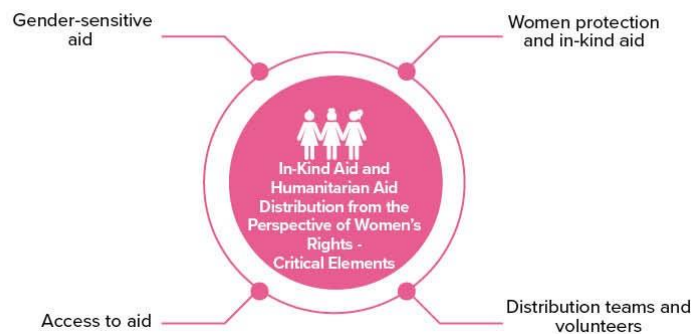 Gender-sensitive
aid
Women protection
and in-kind aid
In-Kind Aid and
Humanitarian Aid
Distribution from the
Perspective of Women's
Rights -
Critical Elements
Access to aid
Distribution teams and
volunteers